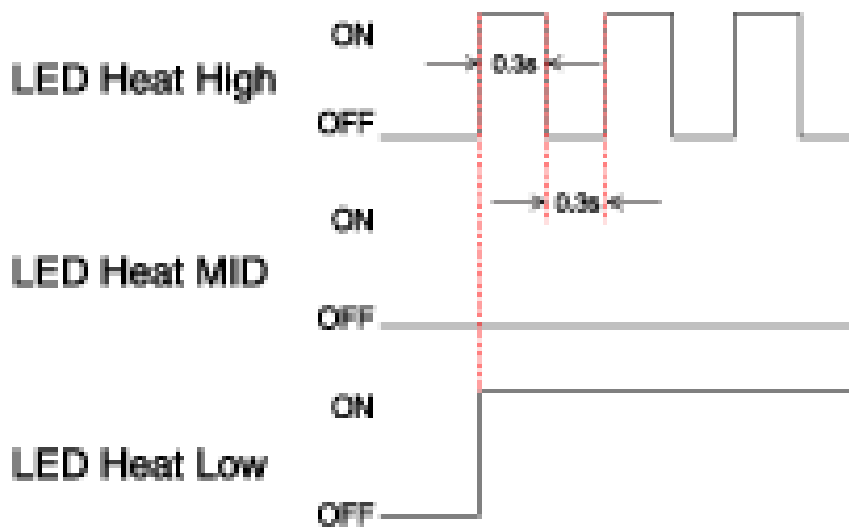 ON
LED Heat High
0.3s
OFF
0.3s
ON
LED Heat MID
OFF
ON
LED Heat Low
OFF